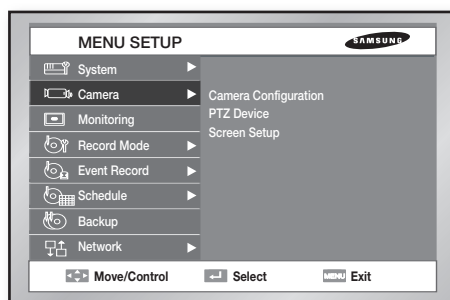 MENU SETUP
SAMSUNG
System
Camera
Monitoring
Record Mode
Event Record
Schedule
Backup
Network
Camera Configuration
PTZ Device
Screen Setup
Move/Control
Select
MENU Exit